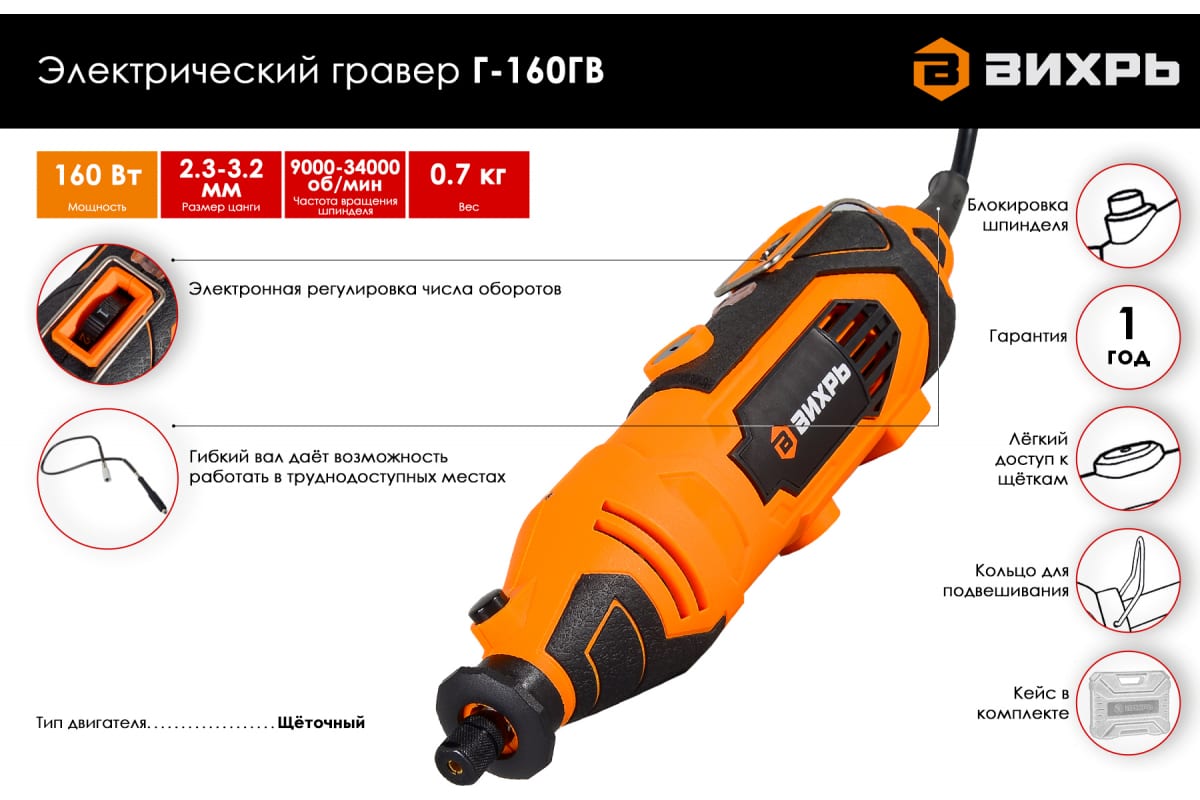 Электрический гравер Г-160ГВ
ВИХРЬ
160 Вт
Мощность
2.3-3.2
мм
Размер цанги
9000-34000
об/мин
Частота вращения
шпинделя
0.7 кг
Вес
Электронная регулировка числа оборотов
Гибкий вал даёт возможность
работать в труднодоступных местах
Тип двигателя...................Щёточный
ВИХРЬ
Блокировка
шпинделя
Гарантия
1
год
Лёгкий
доступ к
щёткам
Кольцо для
подвешивания
Кейс в
комплекте
ВИХРЬ